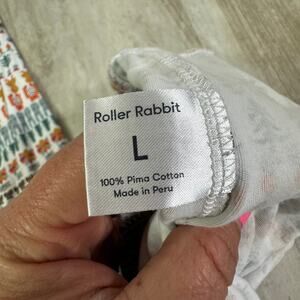 Roller Rabbit
L
100% Pima Cotton
Made in Peru